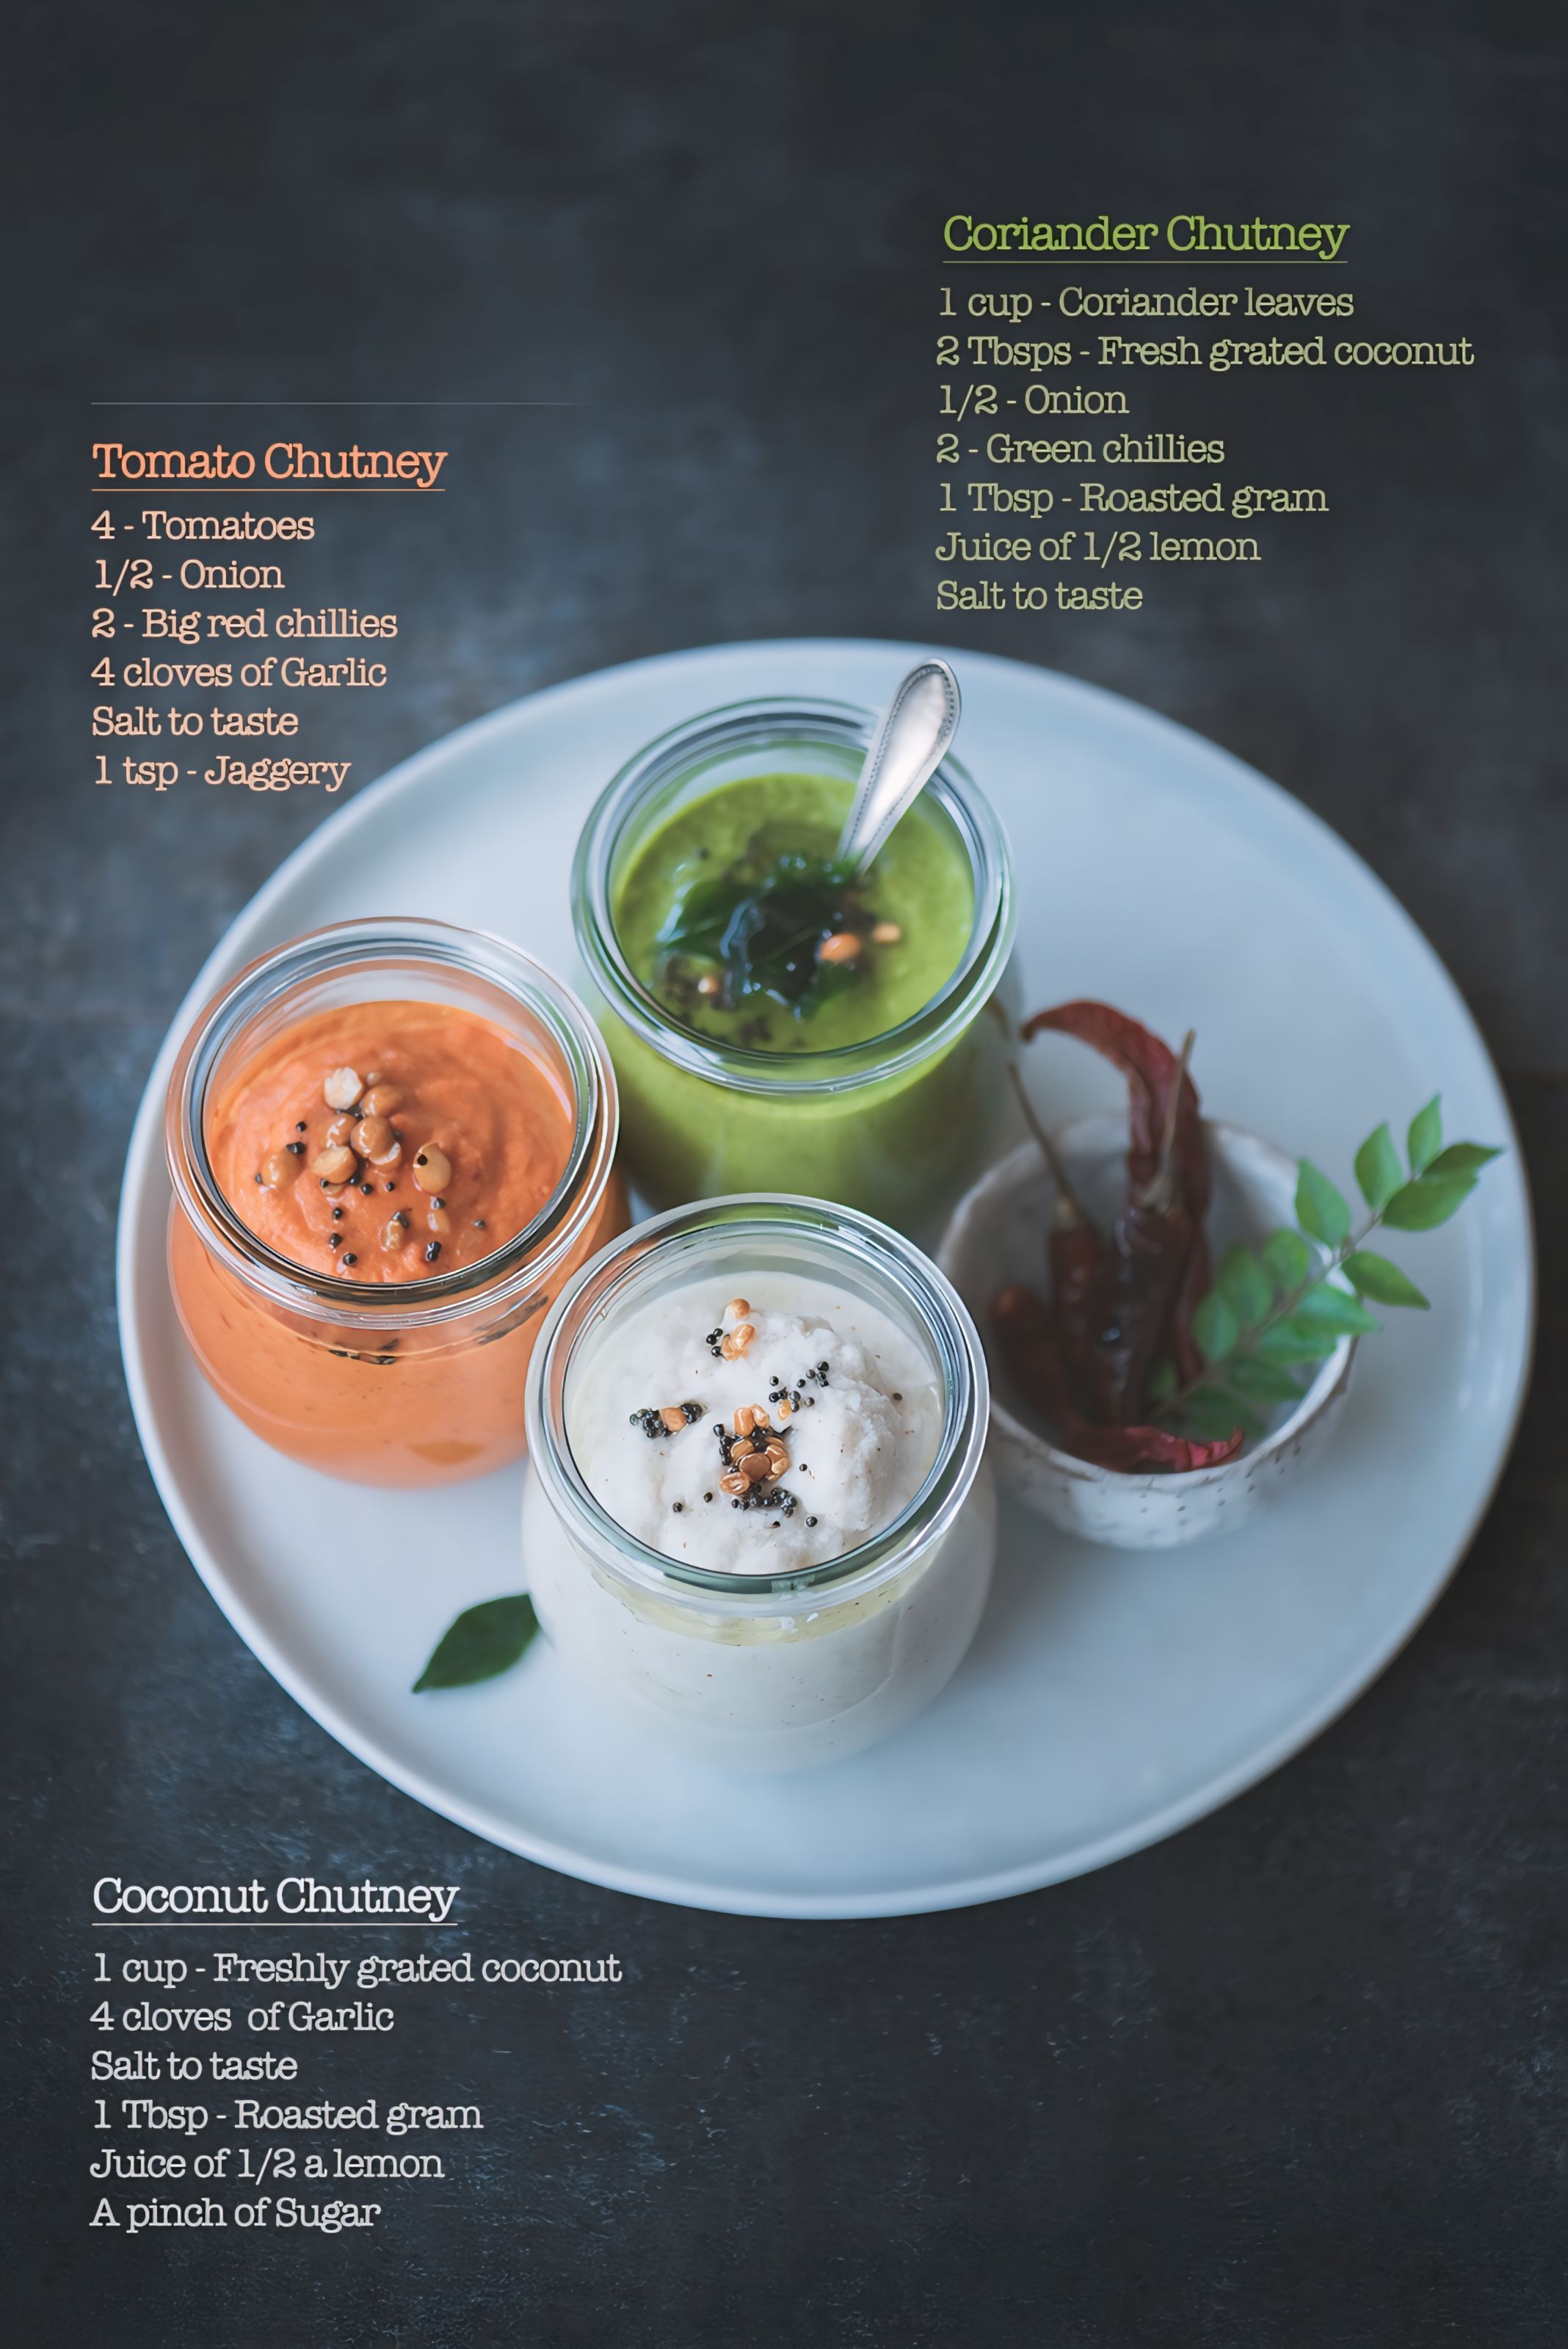 Coriander Chutney
1 cup - Coriander leaves
2 Tbsps - Fresh grated coconut
1/2 - Onion
2 - Green chillies
1 Tbsp - Roasted gram
Juice of 1/2 lemon
Salt to taste
Tomato Chutney
4 - Tomatoes
1/2 - Onion
2 - Big red chillies
4 cloves of Garlic
Salt to taste
1 tsp - Jaggery
Coconut Chutney
1 cup - Freshly grated coconut
4 cloves of Garlic
Salt to taste
1 Tbsp - Roasted gram
Juice of 1/2 a lemon
A pinch of Sugar